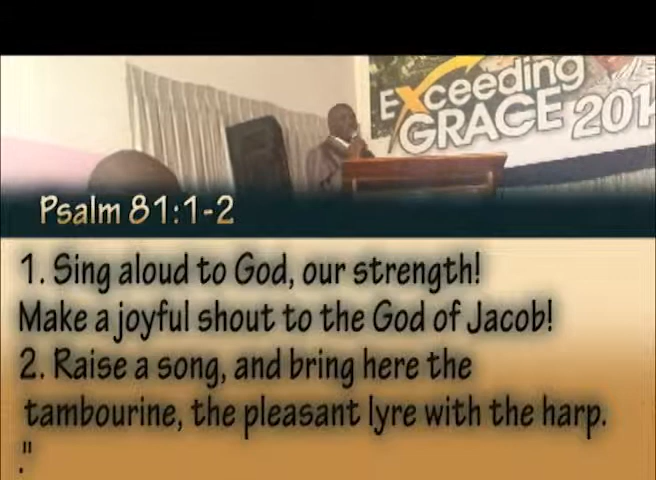 Exceeding
GRACE 201
Psalm 81:1-2
1. Sing aloud to God, our strength!
Make a joyful shout to the God of Jacob!
2. Raise a song, and bring here the
tambourine, the pleasant lyre with the harp.
."